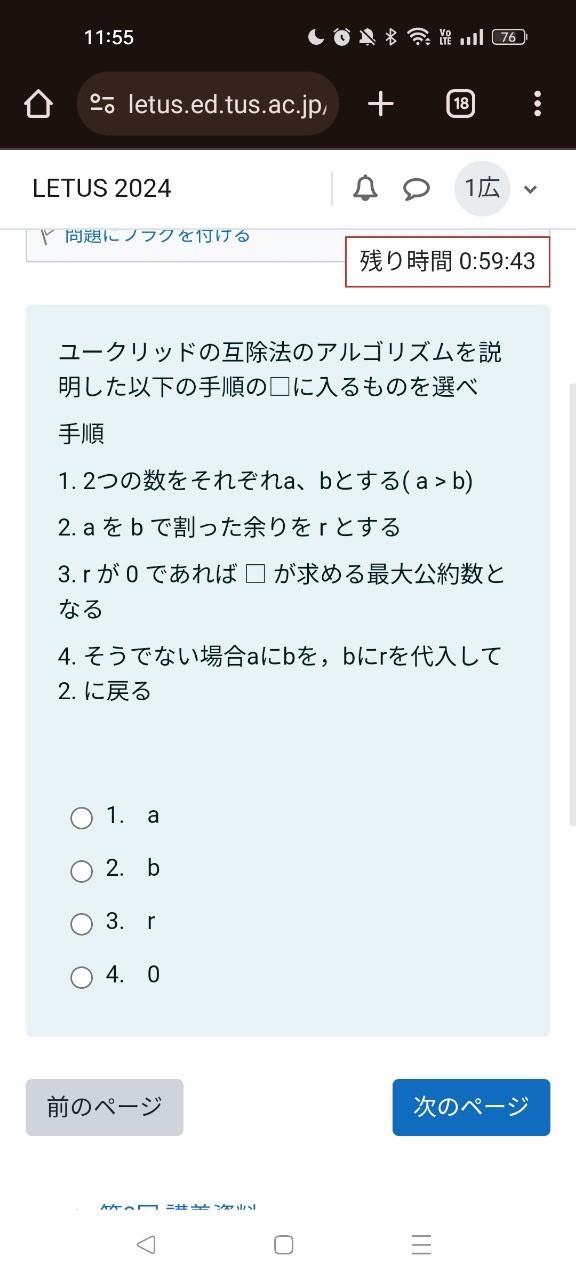 11:55
Vo
LTE
76
letus.ed.tus.ac.jp/
18
LETUS 2024
1広
問題にフラグを付ける
残り時間 0:59:43
ユークリッドの互除法のアルゴリズムを説
明した以下の手順の□に入るものを選べ
手順
1. 2つの数をそれぞれa、bとする( a > b)
2. a を b で割った余りを r とする
3. r が 0 であれば □ が求める最大公約数と
なる
4. そうでない場合aにbを，bにrを代入して
2. に戻る
1. a
2. b
3. r
4. 0
前のページ
次のページ